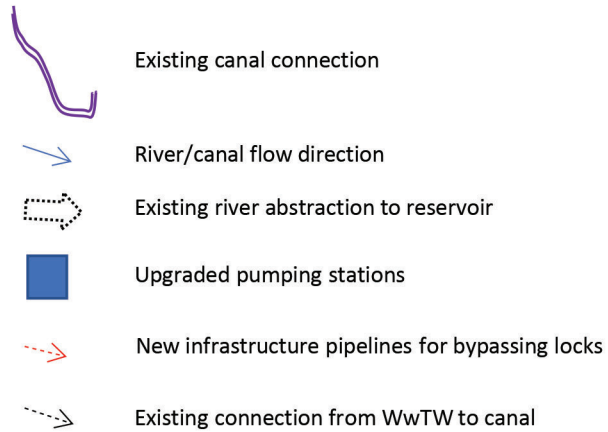 Existing canal connection
River/canal flow direction
Existing river abstraction to reservoir
Upgraded pumping stations
New infrastructure pipelines for bypassing locks
Existing connection from WwTW to canal